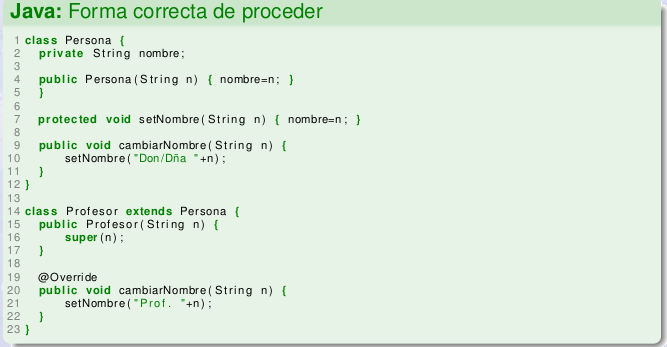 Java: Forma correcta de proceder
1 class Persona {
2   private String nombre;
3
4   public Persona(String n) { nombre=n; }
5   }
6
7   protected void setNombre(String n) { nombre=n; }
8
9   public void cambiarNombre(String n) {
10      setNombre("Don/Dña "+n);
11  }
12 }
13
14 class Profesor extends Persona {
15  public Profesor(String n) {
16      super(n);
17  }
18
19  @Override
20  public void cambiarNombre(String n) {
21      setNombre("Prof. "+n);
22  }
23 }